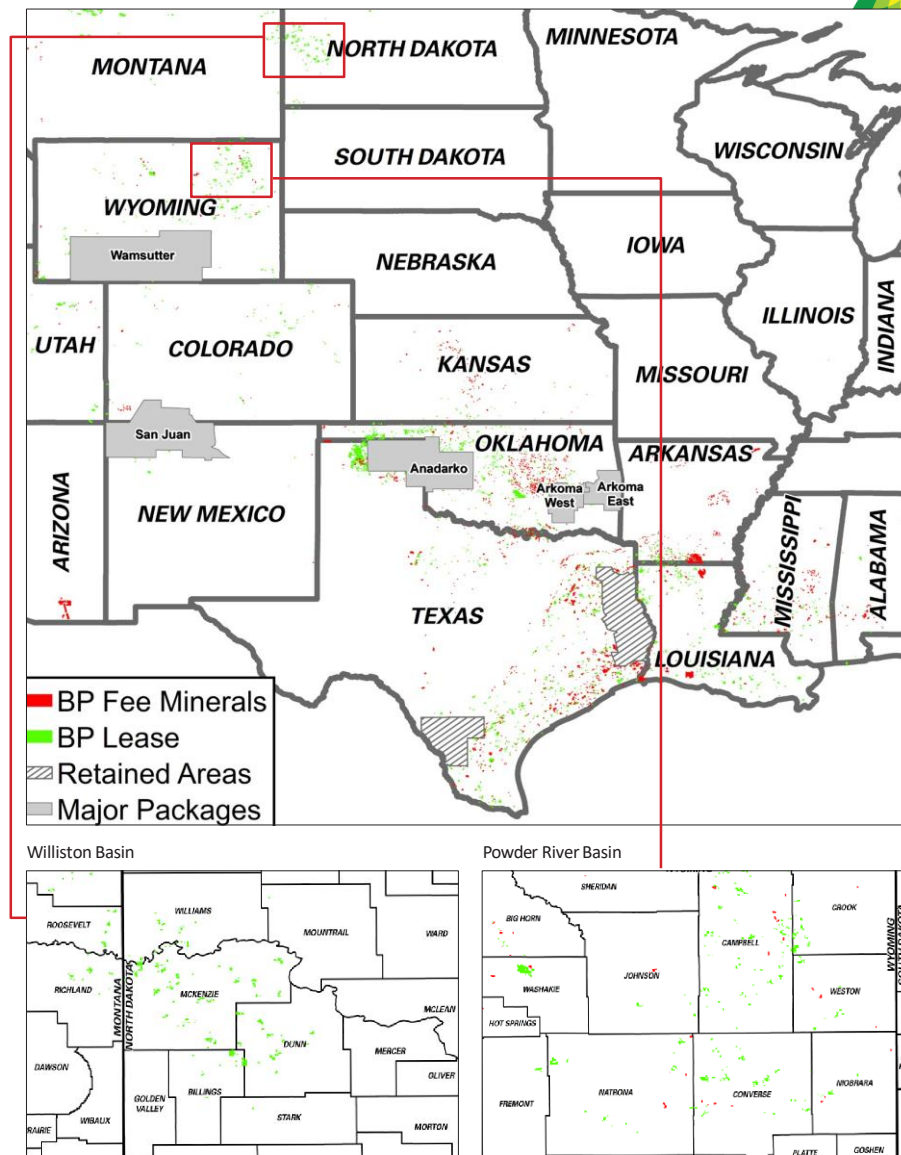 MONTANA
NORTH DAKOTA
MINNESOTA
SOUTH DAKOTA
WISCONSIN
WYOMING
Wamsutter
NEBRASKA
IOWA
ILLINOIS
INDIANA
UTAH
COLORADO
KANSAS
MISSOURI
San Juan
OKLAHOMA
Anadarko
ARKANSAS
Arkoma
West
Arkoma
East
ARIZONA
NEW MEXICO
MISSISSIPPI
ALABAMA
TEXAS
LOUISIANA
BP Fee Minerals
BP Lease
Retained Areas
Major Packages
Williston Basin
ROOSEVELT
WILLIAMS
MOUNTRAIL
WARD
RICHLAND
MONTANA
NORTH DAKOTA
MCKENZIE
MCLEAN
DUNN
MERCER
OLIVER
DAWSON
GOLDEN
VALLEY
BILLINGS
STARK
MORTON
WIBAUX
RAIRIE
Powder River Basin
SHERIDAN
BIG HORN
CAMPBELL
CROOK
WYOMING
WASHAKIE
JOHNSON
WESTON
HOT SPRINGS
FREMONT
NATRONA
CONVERSE
NIOBRARA
PLATTE
GOSHEN